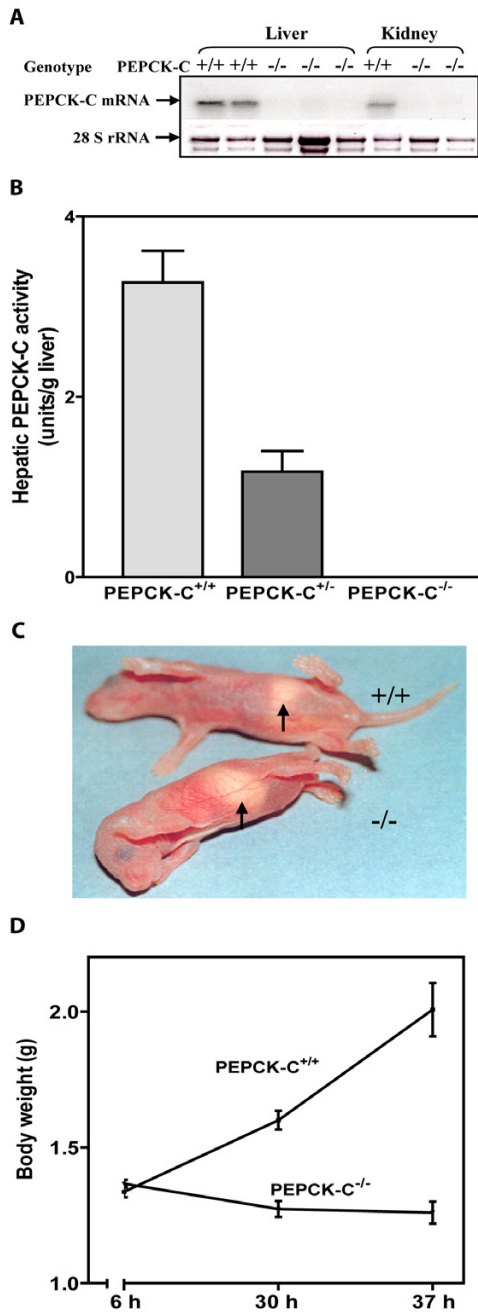 A
Liver Kidney
Genotype PEPCK-C +/+ +/+ -/- -/- -/- +/+ -/- -/-
PEPCK-C mRNA
28 S rRNA
B
Hepatic PEPCK-C activity
(units/g liver)
4
2
0
PEPCK-C+/+ PEPCK-C+/- PEPCK-C-/-
C
+/+
-/-
D
Body weight (g)
2.0
1.5
1.0
PEPCK-C+/+
PEPCK-C-/-
6 h 30 h 37 h